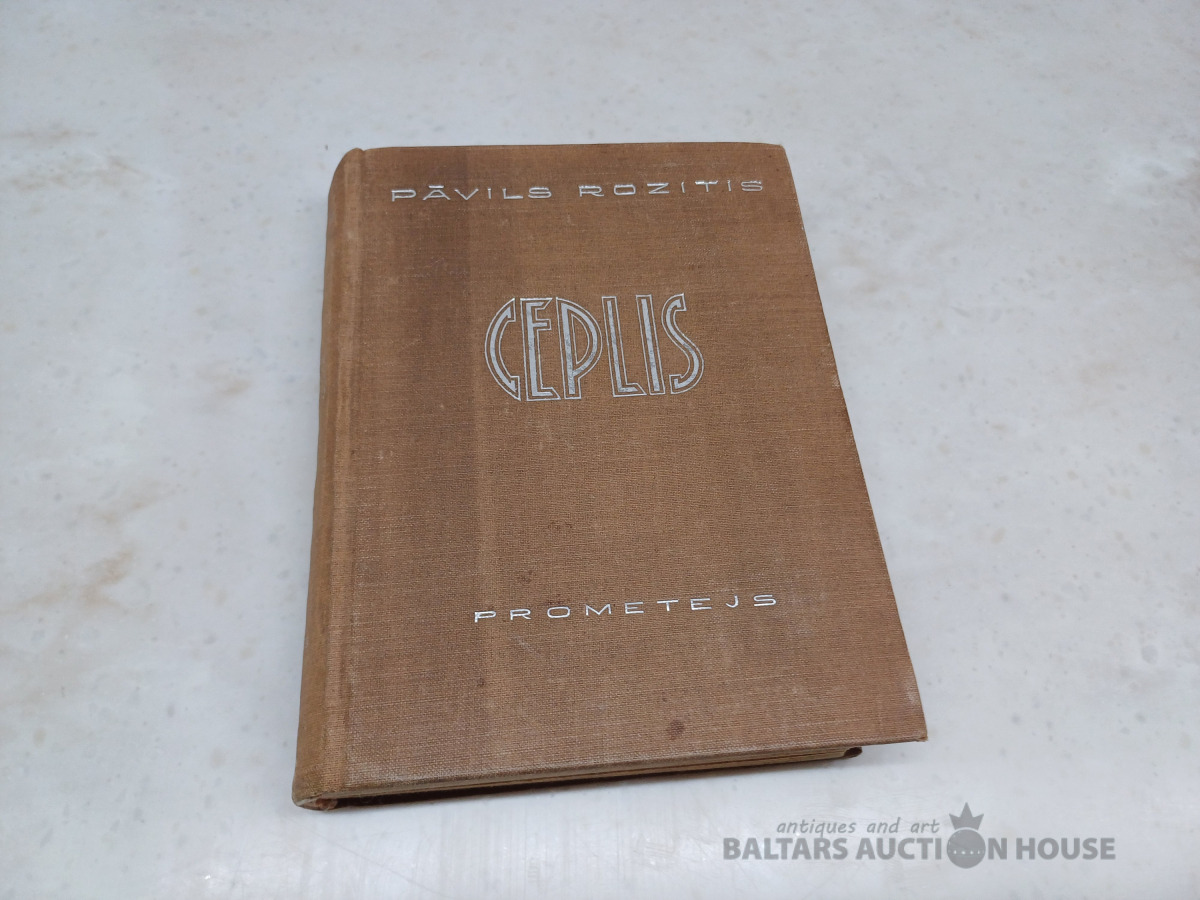 PĀVILS ROZITIS
CEPLIS
PROMETEJS
antiques and art
BALTARS AUCTION HOUSE